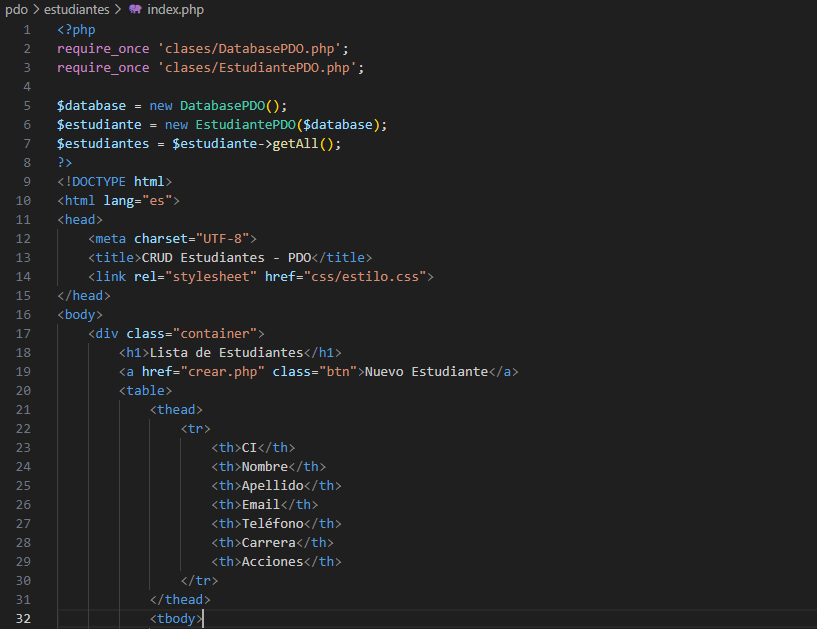 pdo > estudiantes > index.php
1 <?php
2 require_once 'clases/DatabasePDO.php';
3 require_once 'clases/EstudiantePDO.php';
4
5 $database = new DatabasePDO();
6 $estudiante = new EstudiantePDO($database);
7 $estudiantes = $estudiante->getAll();
8 ?>
9 <!DOCTYPE html>
10 <html lang="es">
11 <head>
12 <meta charset="UTF-8">
13 <title>CRUD Estudiantes - PDO</title>
14 <link rel="stylesheet" href="css/estilo.css">
15 </head>
16 <body>
17 <div class="container">
18 <h1>Lista de Estudiantes</h1>
19 <a href="crear.php" class="btn">Nuevo Estudiante</a>
20 <table>
21 <thead>
22 <tr>
23 <th>CI</th>
24 <th>Nombre</th>
25 <th>Apellido</th>
26 <th>Email</th>
27 <th>Teléfono</th>
28 <th>Carrera</th>
29 <th>Acciones</th>
30 </tr>
31 </thead>
32 <tbody>